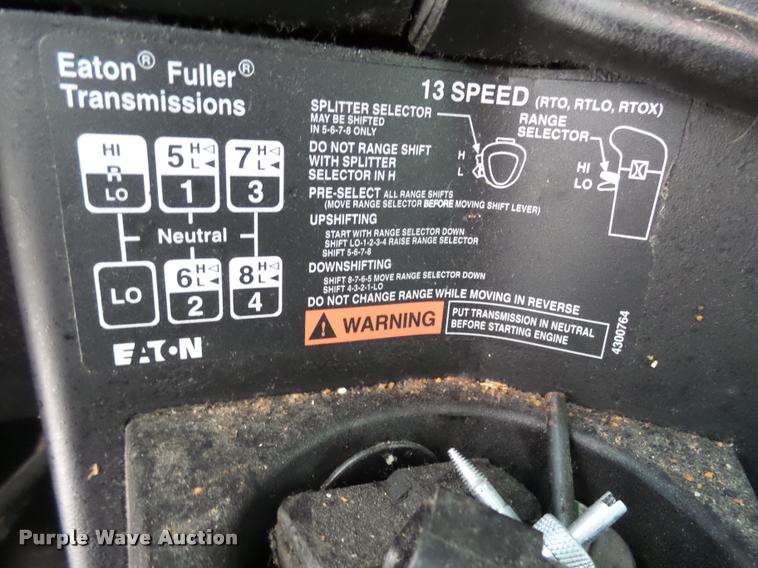 Eaton® Fuller®
Transmissions
HI
R
LO
5 H L
1
7 H L
3
Neutral
LO
6 H L
2
8 H L
4
EATON
13 SPEED (RTO, RTLO, RTOX)
SPLITTER SELECTOR
MAY BE SHIFTED
IN 5-6-7-8 ONLY
RANGE
SELECTOR
H
L
HI
LO
DO NOT RANGE SHIFT
WITH SPLITTER
SELECTOR IN H
PRE-SELECT ALL RANGE SHIFTS
(MOVE RANGE SELECTOR BEFORE MOVING SHIFT LEVER)
UPSHIFTING
START WITH RANGE SELECTOR DOWN
SHIFT LO-1-2-3-4 RAISE RANGE SELECTOR
SHIFT 5-6-7-8
DOWNSHIFTING
SHIFT 8-7-6-5 MOVE RANGE SELECTOR DOWN
SHIFT 4-3-2-1-LO
DO NOT CHANGE RANGE WHILE MOVING IN REVERSE
WARNING
PUT TRANSMISSION IN NEUTRAL
BEFORE STARTING ENGINE
4300764
Purple Wave Auction